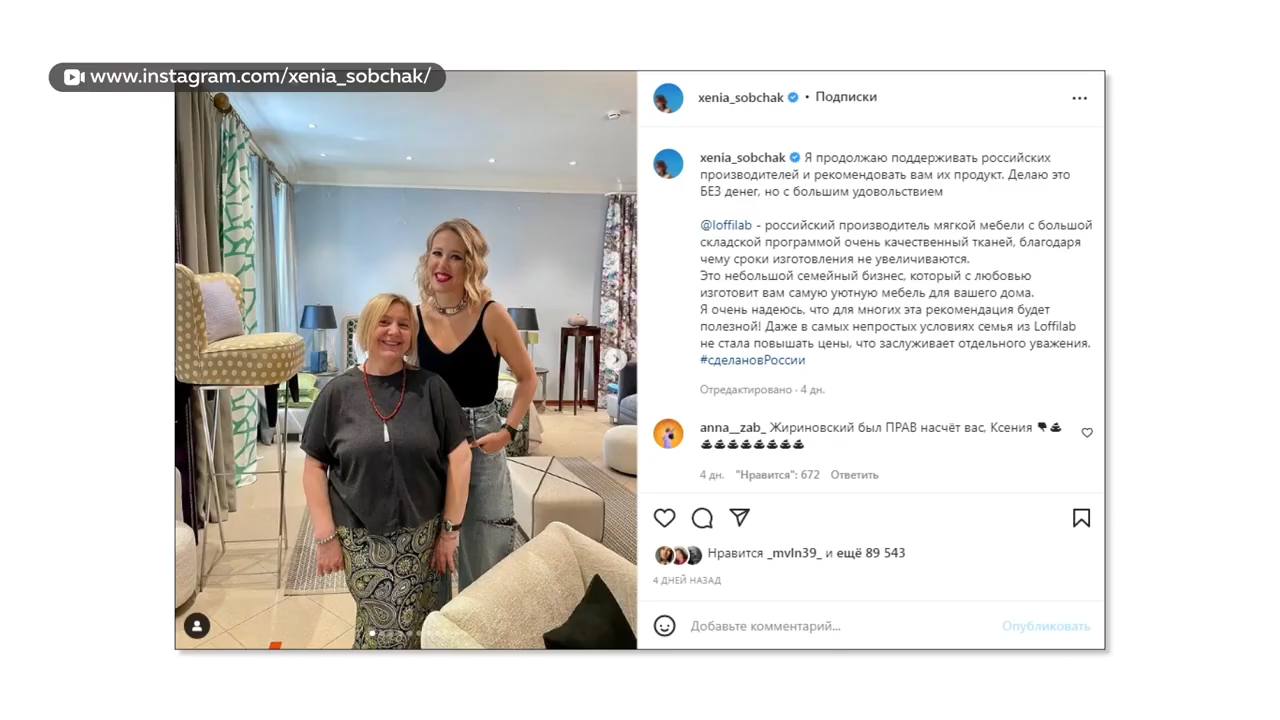 www.instagram.com/xenia_sobchak/
xenia_sobchak • Подписки
xenia_sobchak Я продолжаю поддерживать российских
производителей и рекомендовать вам их продукт. Делаю это
БЕЗ денег, но с большим удовольствием
@loffilab - российский производитель мягкой мебели с большой
складской программой очень качественный тканей, благодаря
чему сроки изготовления не увеличиваются.
Это небольшой семейный бизнес, который с любовью
изготовит вам самую уютную мебель для вашего дома.
Я очень надеюсь, что для многих эта рекомендация будет
полезной! Даже в самых непростых условиях семья из Loffilab
не стала повышать цены, что заслуживает отдельного уважения.
#сделановРоссии
Отредактировано · 4 дн.
anna__zab_ Жириновский был ПРАВ насчёт вас, Ксения 👎💩
💩💩💩💩💩💩💩💩
4 дн. "Нравится": 672 Ответить
Нравится _mvln39_ и ещё 89 543
4 ДНЕЙ НАЗАД
Добавьте комментарий... Опубликовать